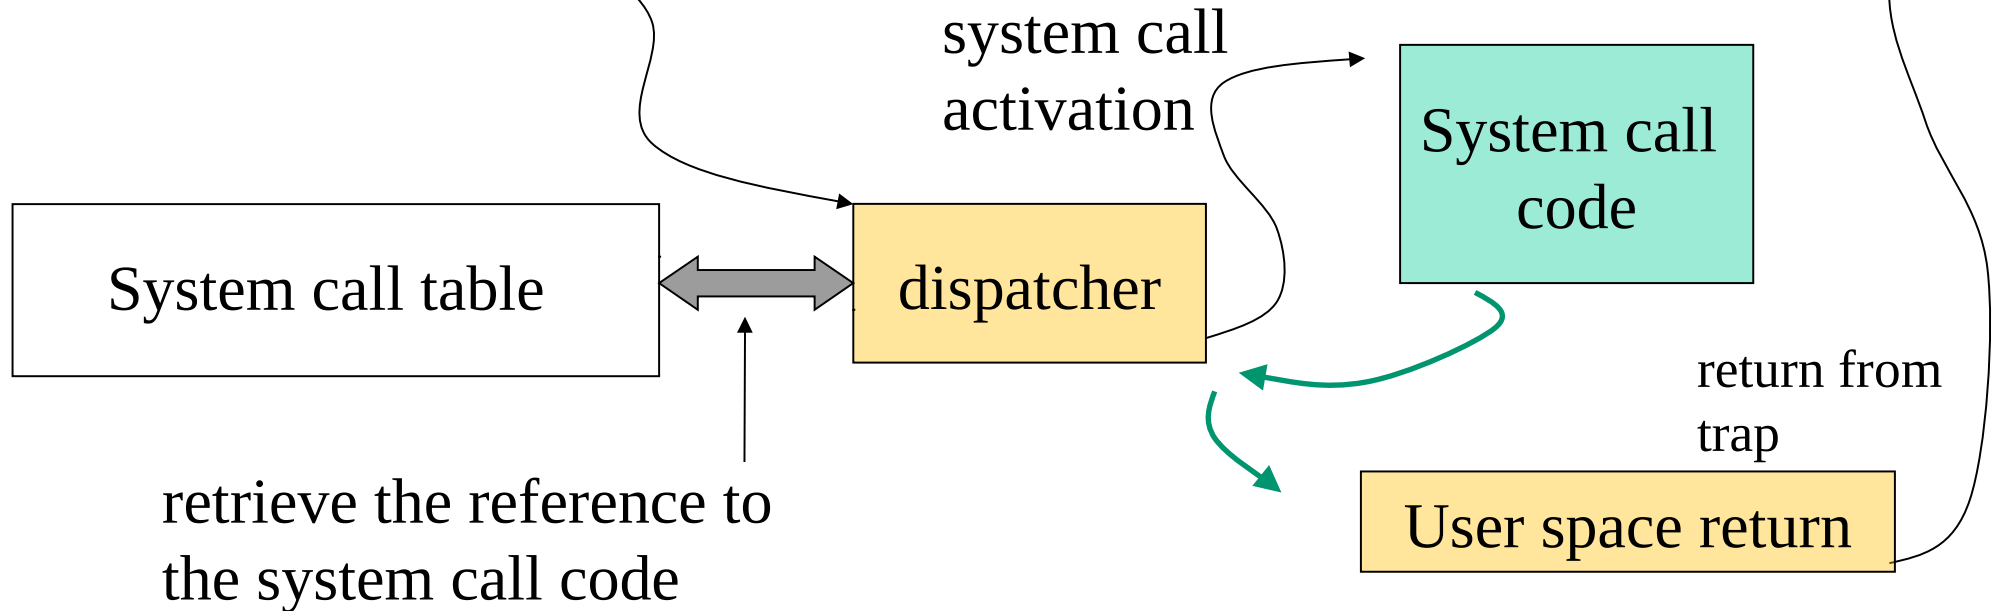 system call
activation
System call
code
System call table
dispatcher
return from
trap
retrieve the reference to
the system call code
User space return